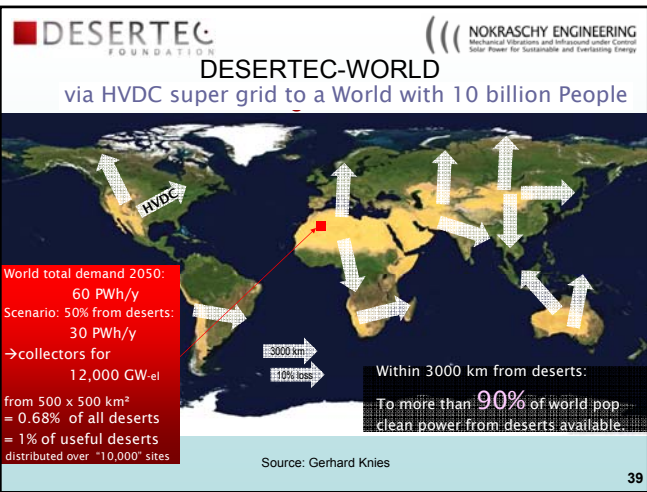 DESERTEC
FOUNDATION
NOKRASCHY ENGINEERING
Mechanical Vibrations and Infrasound under Control
Solar Power for Sustainable and Everlasting Energy
DESERTEC-WORLD
via HVDC super grid to a World with 10 billion People
HVDC
World total demand 2050:
60 PWh/y
Scenario: 50% from deserts:
30 PWh/y
→collectors for
12,000 GW-el
from 500 x 500 km²
= 0.68% of all deserts
= 1% of useful deserts
distributed over "10,000" sites
3000 km
10% loss
Within 3000 km from deserts:
To more than 90% of world pop
clean power from deserts available.
Source: Gerhard Knies
39